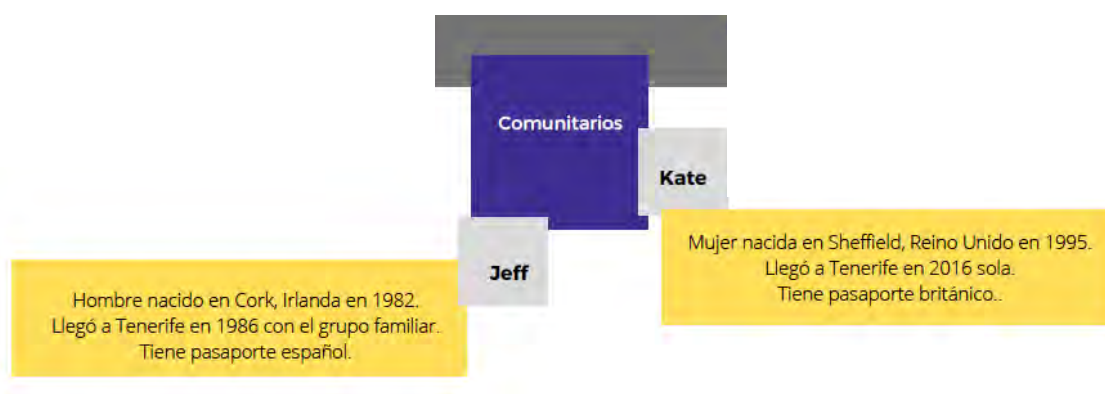 Comunitarios
Kate
Mujer nacida en Sheffield, Reino Unido en 1995.
Llegó a Tenerife en 2016 sola.
Tiene pasaporte británico..
Jeff
Hombre nacido en Cork, Irlanda en 1982.
Llegó a Tenerife en 1986 con el grupo familiar.
Tiene pasaporte español.